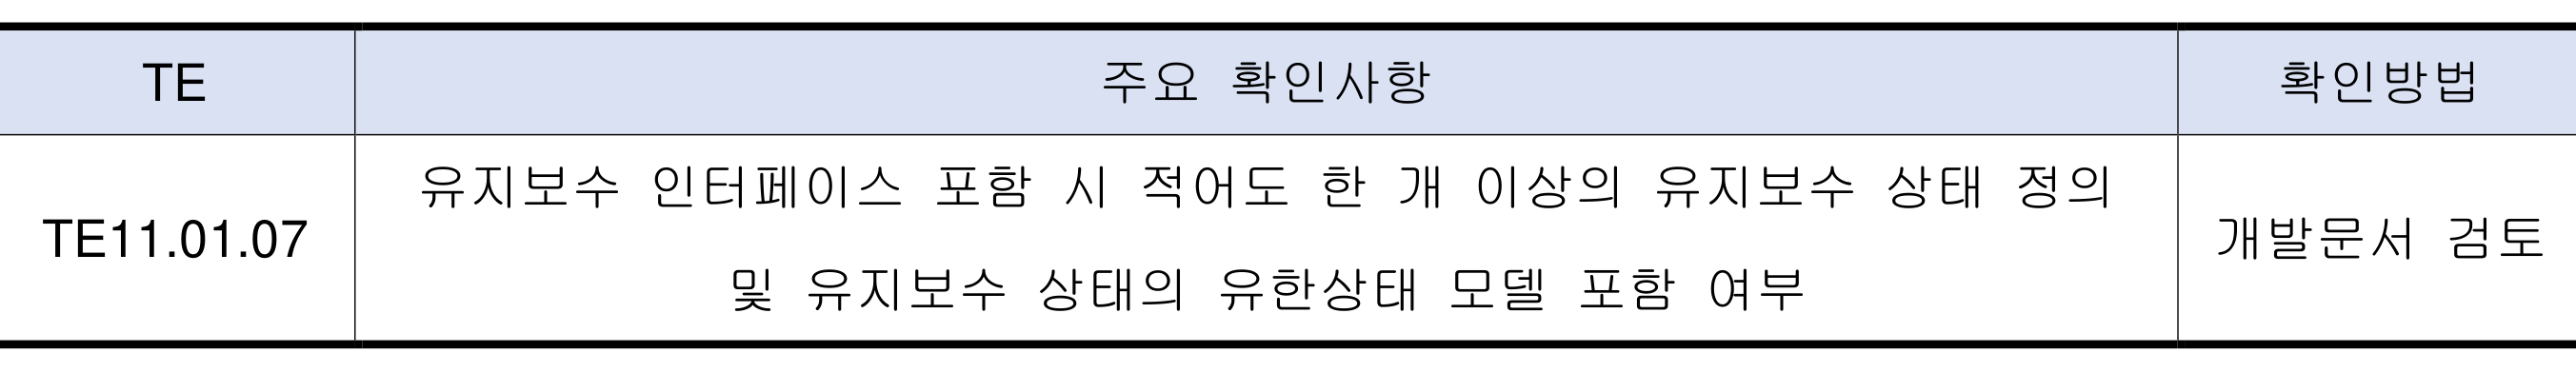 TE 주요 확인사항 확인방법
유지보수 인터페이스 포함 시 적어도 한 개 이상의 유지보수 상태 정의
TE11.01.07 개발문서 검토
및 유지보수 상태의 유한상태 모델 포함 여부